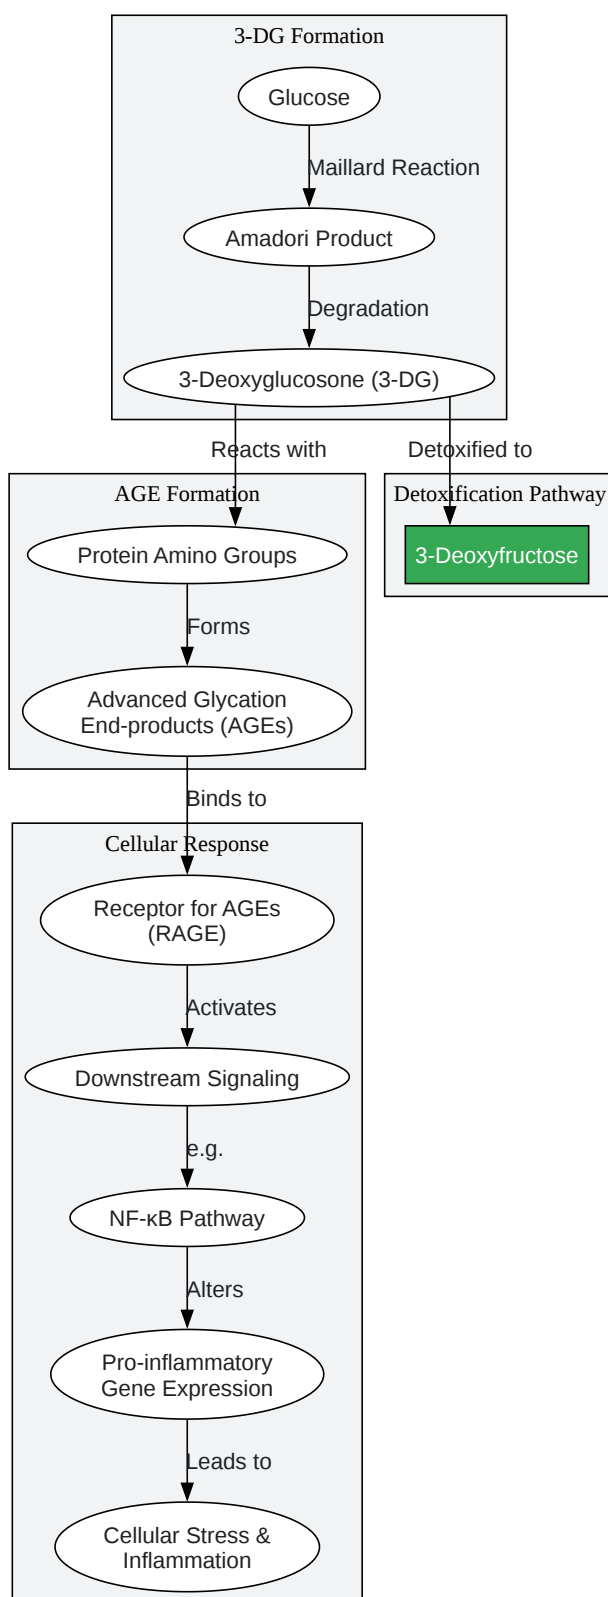 3-DG Formation
Glucose
Maillard Reaction
Amadori Product
Degradation
3-Deoxyglucosone (3-DG)
Reacts with
Detoxified to
AGE Formation
Detoxification Pathway
Protein Amino Groups
3-Deoxyfructose
Forms
Advanced Glycation
End-products (AGEs)
Binds to
Cellular Response
Receptor for AGEs
(RAGE)
Activates
Downstream Signaling
e.g.
NF-κB Pathway
Alters
Pro-inflammatory
Gene Expression
Leads to
Cellular Stress &
Inflammation